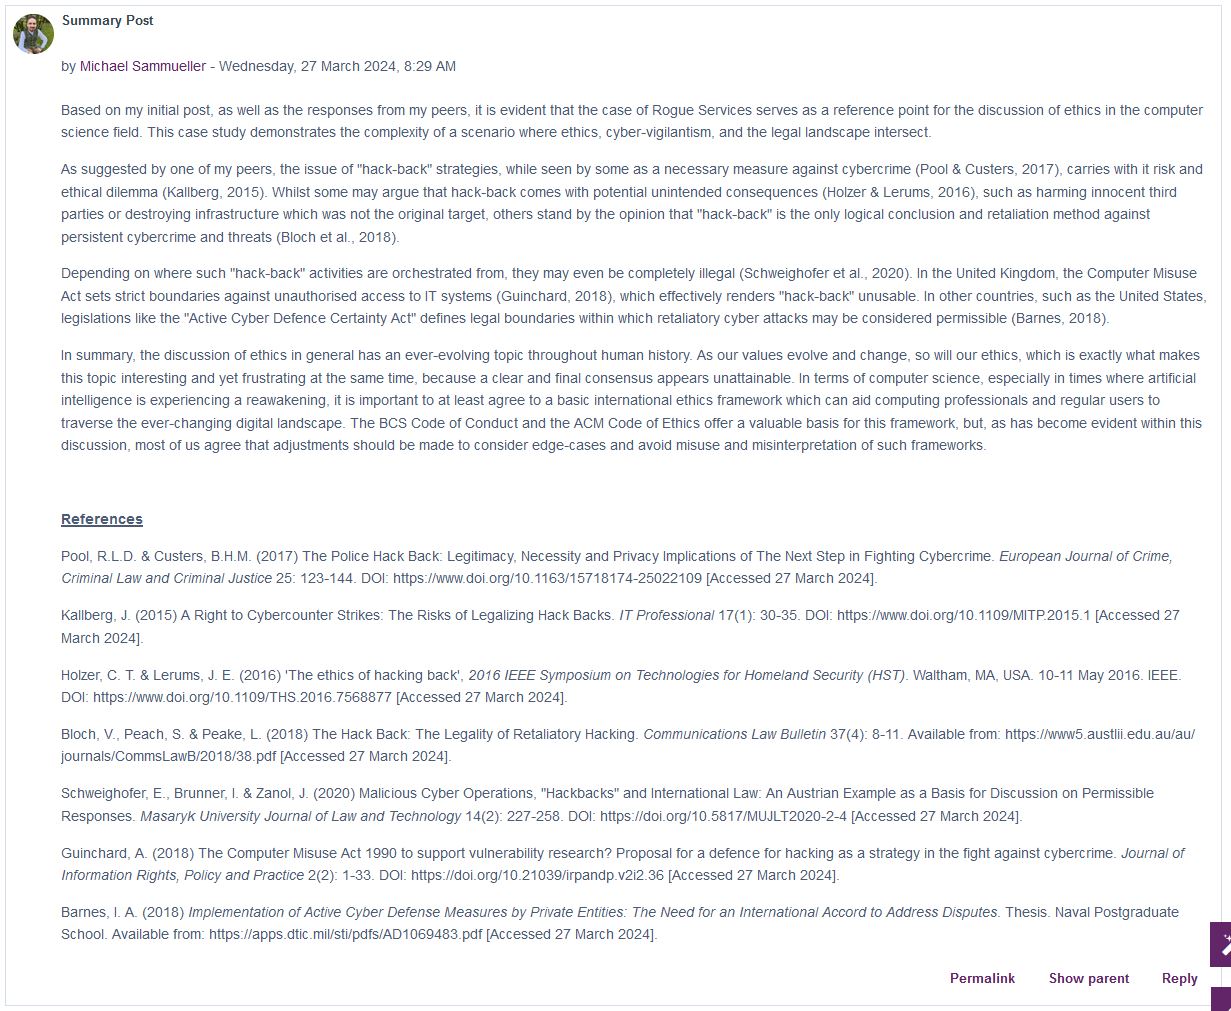 Summary Post
by Michael Sammueller - Wednesday, 27 March 2024, 8:29 AM
Based on my initial post, as well as the responses from my peers, it is evident that the case of Rogue Services serves as a reference point for the discussion of ethics in the computer
science field. This case study demonstrates the complexity of a scenario where ethics, cyber-vigilantism, and the legal landscape intersect.
As suggested by one of my peers, the issue of "hack-back" strategies, while seen by some as a necessary measure against cybercrime (Pool & Custers, 2017), carries with it risk and
ethical dilemma (Kallberg, 2015). Whilst some may argue that hack-back comes with potential unintended consequences (Holzer & Lerums, 2016), such as harming innocent third
parties or destroying infrastructure which was not the original target, others stand by the opinion that "hack-back" is the only logical conclusion and retaliation method against
persistent cybercrime and threats (Bloch et al., 2018).
Depending on where such "hack-back" activities are orchestrated from, they may even be completely illegal (Schweighofer et al., 2020). In the United Kingdom, the Computer Misuse
Act sets strict boundaries against unauthorised access to IT systems (Guinchard, 2018), which effectively renders "hack-back" unusable. In other countries, such as the United States,
legislations like the "Active Cyber Defence Certainty Act" defines legal boundaries within which retaliatory cyber attacks may be considered permissible (Barnes, 2018).
In summary, the discussion of ethics in general has an ever-evolving topic throughout human history. As our values evolve and change, so will our ethics, which is exactly what makes
this topic interesting and yet frustrating at the same time, because a clear and final consensus appears unattainable. In terms of computer science, especially in times where artificial
intelligence is experiencing a reawakening, it is important to at least agree to a basic international ethics framework which can aid computing professionals and regular users to
traverse the ever-changing digital landscape. The BCS Code of Conduct and the ACM Code of Ethics offer a valuable basis for this framework, but, as has become evident within this
discussion, most of us agree that adjustments should be made to consider edge-cases and avoid misuse and misinterpretation of such frameworks.
References
Pool, R.L.D. & Custers, B.H.M. (2017) The Police Hack Back: Legitimacy, Necessity and Privacy Implications of The Next Step in Fighting Cybercrime. European Journal of Crime,
Criminal Law and Criminal Justice 25: 123-144. DOI: https://www.doi.org/10.1163/15718174-25022109 [Accessed 27 March 2024].
Kallberg, J. (2015) A Right to Cybercounter Strikes: The Risks of Legalizing Hack Backs. IT Professional 17(1): 30-35. DOI: https://www.doi.org/10.1109/MITP.2015.1 [Accessed 27
March 2024].
Holzer, C. T. & Lerums, J. E. (2016) 'The ethics of hacking back', 2016 IEEE Symposium on Technologies for Homeland Security (HST). Waltham, MA, USA. 10-11 May 2016. IEEE.
DOI: https://www.doi.org/10.1109/THS.2016.7568877 [Accessed 27 March 2024].
Bloch, V., Peach, S. & Peake, L. (2018) The Hack Back: The Legality of Retaliatory Hacking. Communications Law Bulletin 37(4): 8-11. Available from: https://www5.austlii.edu.au/au/
journals/CommsLawB/2018/38.pdf [Accessed 27 March 2024].
Schweighofer, E., Brunner, I. & Zanol, J. (2020) Malicious Cyber Operations, "Hackbacks" and International Law: An Austrian Example as a Basis for Discussion on Permissible
Responses. Masaryk University Journal of Law and Technology 14(2): 227-258. DOI: https://doi.org/10.5817/MUJLT2020-2-4 [Accessed 27 March 2024].
Guinchard, A. (2018) The Computer Misuse Act 1990 to support vulnerability research? Proposal for a defence for hacking as a strategy in the fight against cybercrime. Journal of
Information Rights, Policy and Practice 2(2): 1-33. DOI: https://doi.org/10.21039/irpandp.v2i2.36 [Accessed 27 March 2024].
Barnes, I. A. (2018) Implementation of Active Cyber Defense Measures by Private Entities: The Need for an International Accord to Address Disputes. Thesis. Naval Postgraduate
School. Available from: https://apps.dtic.mil/sti/pdfs/AD1069483.pdf [Accessed 27 March 2024].
Permalink Show parent Reply